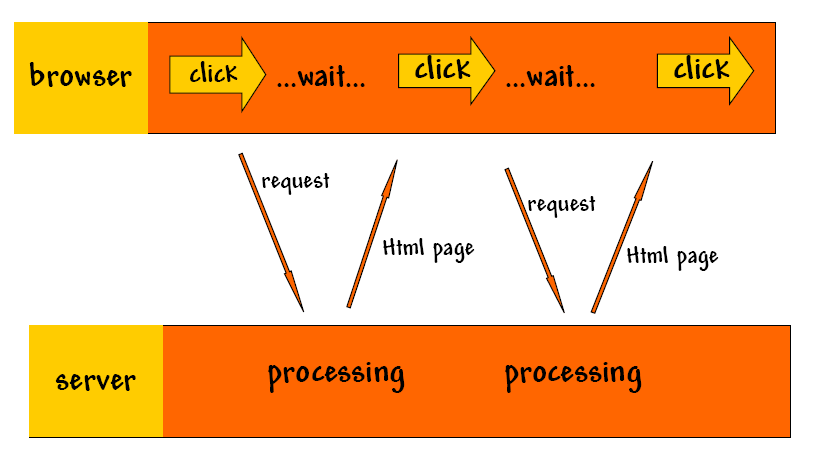 browser
click
...wait...
click
...wait...
click
request
Html page
request
Html page
server
processing
processing